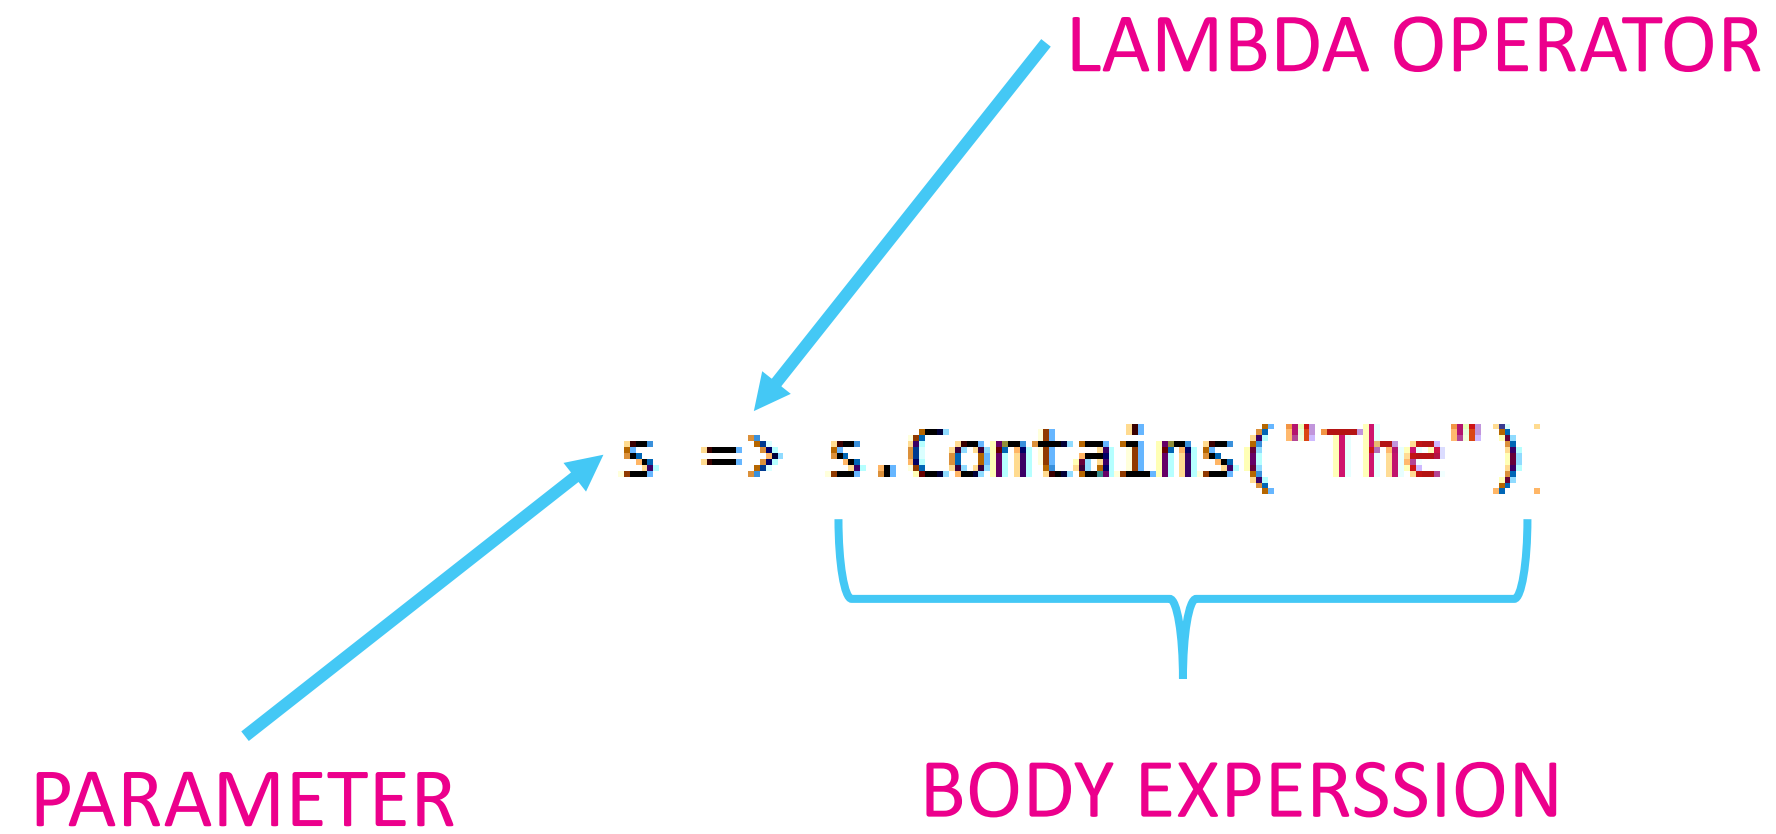 LAMBDA OPERATOR
s => s.Contains("The")
PARAMETER
BODY EXPERSSION